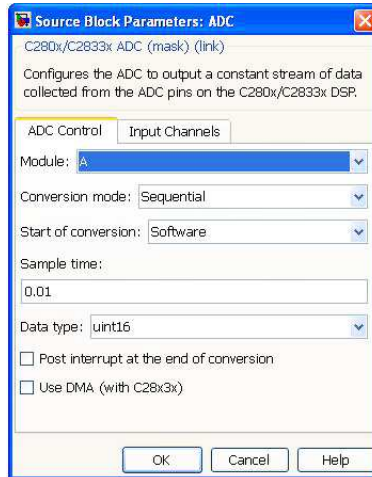 Source Block Parameters: ADC
C280x/C2833x ADC (mask) (link)
Configures the ADC to output a constant stream of data
collected from the ADC pins on the C280x/C2833x DSP.
ADC Control Input Channels
Module: A
Conversion mode: Sequential
Start of conversion: Software
Sample time:
0.01
Data type: uint16
Post interrupt at the end of conversion
Use DMA (with C28x3x)
OK Cancel Help